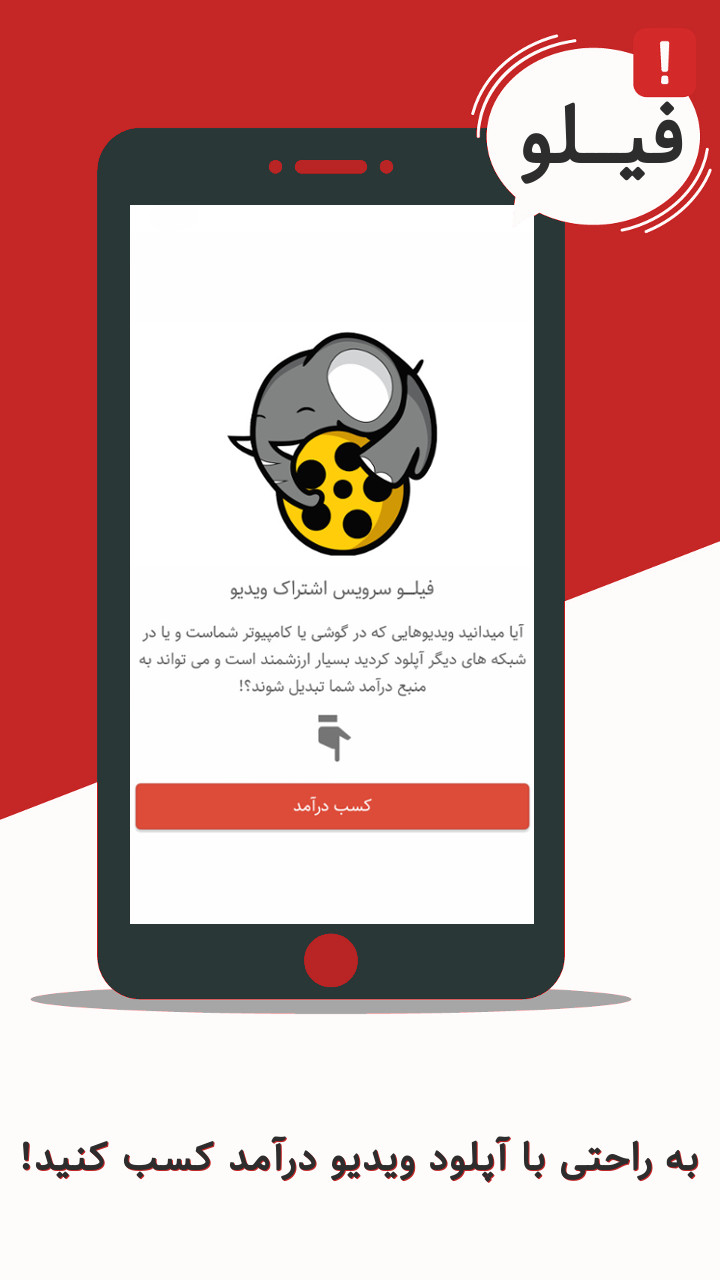 !
فیـلو
فیلـو سرویس اشتراک ویدیو
آیا میدانید ویدیوهایی که در گوشی یا کامپیوتر شماست و یا در
شبکه های دیگر آپلود کردید بسیار ارزشمند است و می تواند به
منبع درآمد شما تبدیل شوند؟!
کسب درآمد
به راحتی با آپلود ویدیو درآمد کسب کنید!